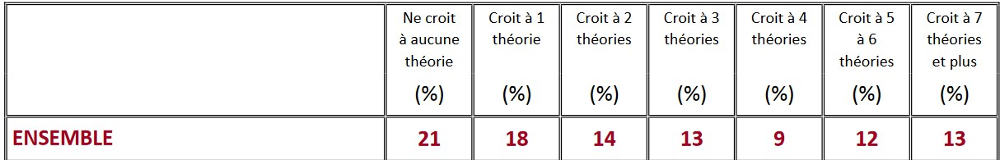 Ne croit à aucune théorie (%)
Croit à 1 théorie (%)
Croit à 2 théories (%)
Croit à 3 théories (%)
Croit à 4 théories (%)
Croit à 5 à 6 théories (%)
Croit à 7 théories et plus (%)
ENSEMBLE 21 18 14 13 9 12 13